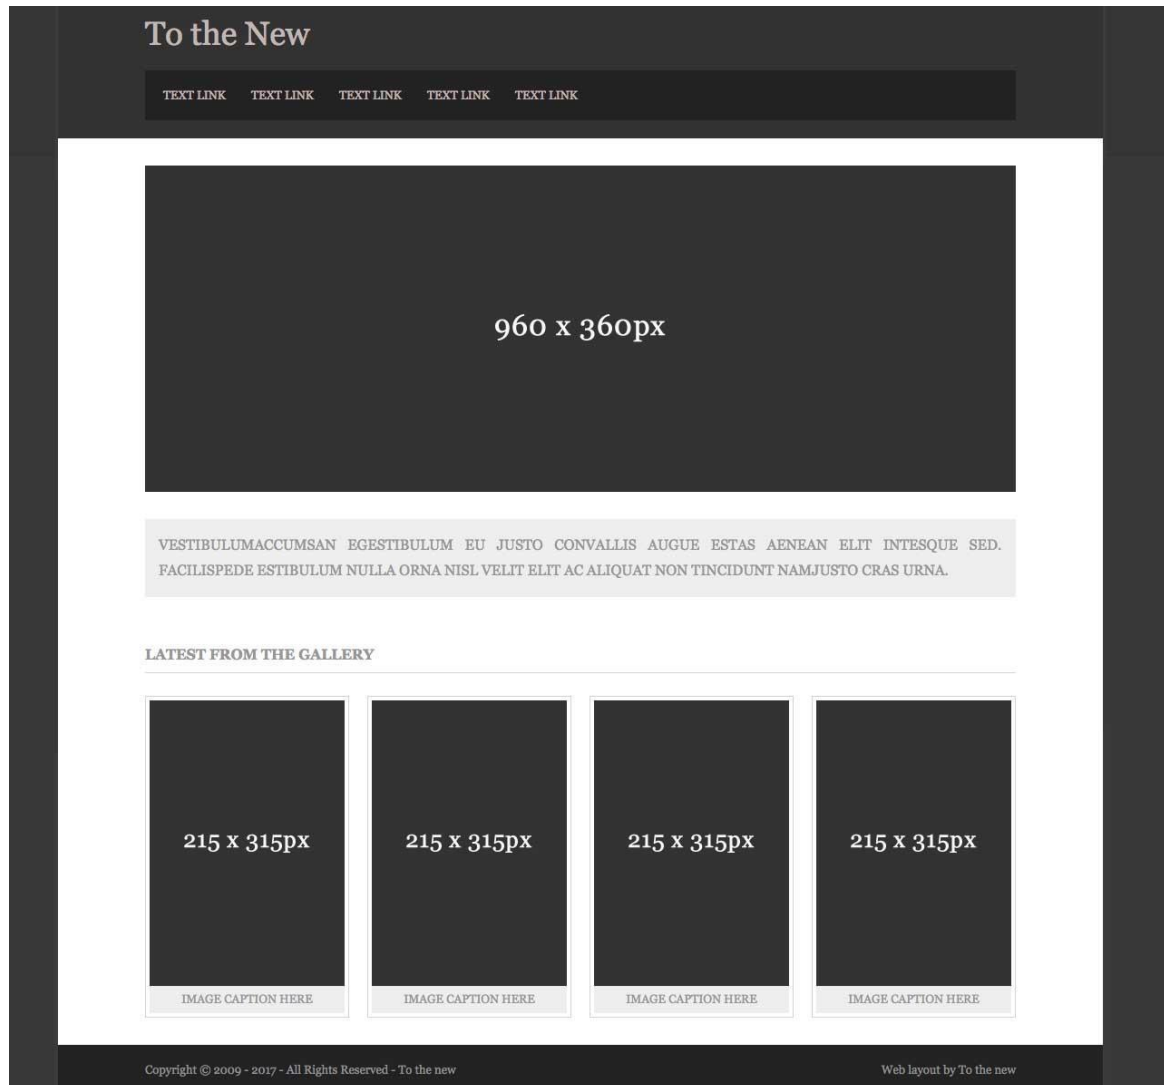 To the New
TEXT LINK TEXT LINK TEXT LINK TEXT LINK TEXT LINK
960 x 360px
VESTIBULUMACCUMSAN EGESTIBULUM EU JUSTO CONVALLIS AUGUE ESTAS AENEAN ELIT INTESQUE SED.
FACILISPEDE ESTIBULUM NULLA ORNA NISL VELIT ELIT AC ALIQUAT NON TINCIDUNT NAMJUSTO CRAS URNA.
LATEST FROM THE GALLERY
215 x 315px 215 x 315px 215 x 315px 215 x 315px
IMAGE CAPTION HERE IMAGE CAPTION HERE IMAGE CAPTION HERE IMAGE CAPTION HERE
Copyright © 2009 - 2017 - All Rights Reserved - To the new Web layout by To the new